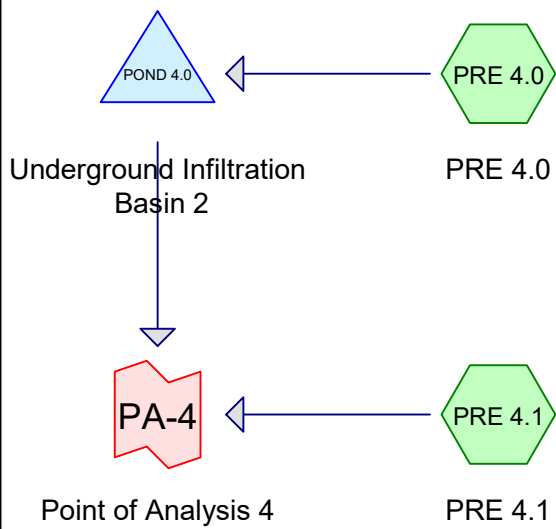 POND 4.0
PRE 4.0
Underground Infiltration
Basin 2
PRE 4.0
PA-4
PRE 4.1
Point of Analysis 4
PRE 4.1